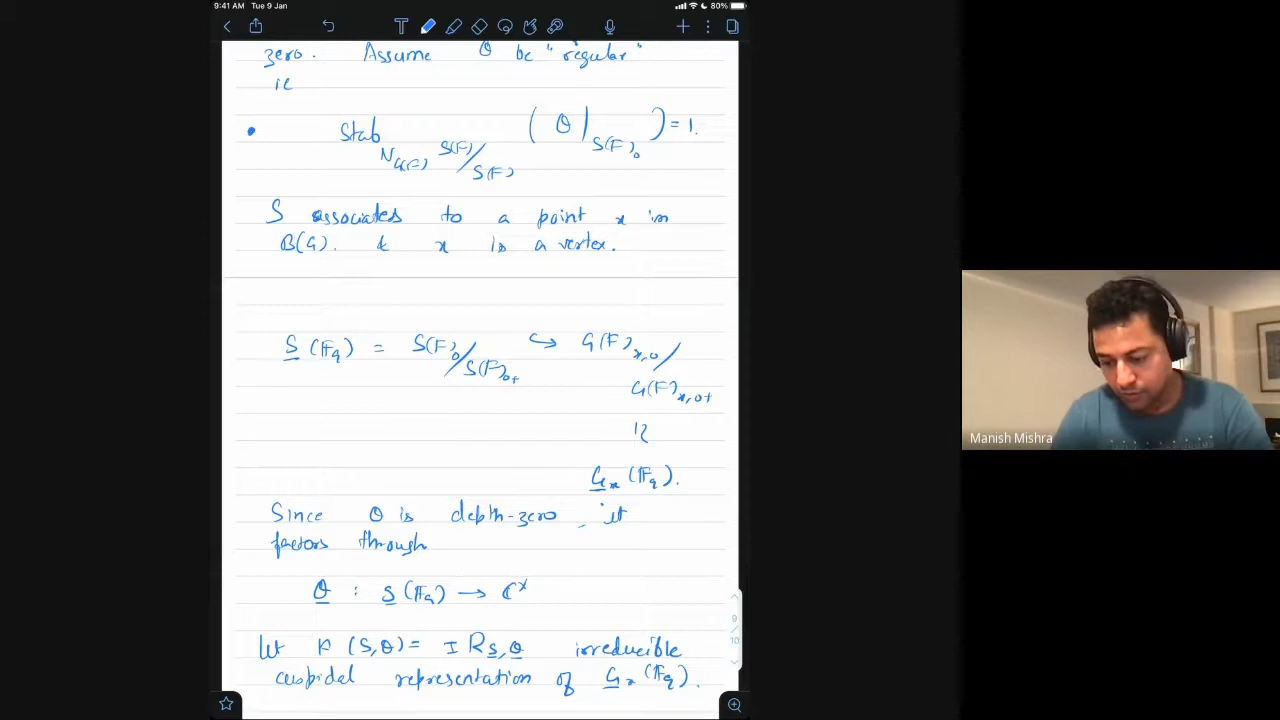 9:41 AM Tue 9 Jan
80%
zero. Assume θ be "regular"
ie
• Stab_{N_{G(F)} S(F)/S(F)} (θ|_{S(F)_0}) = 1.
S associates to a point x in
B(G). & x is a vertex.
S(𝔽_q) = S(F)_0/S(F)_{0+} ↪ G(F)_{x,0}/
G(F)_{x,0+}
≀≀
G_x(𝔽_q).
Since θ is depth-zero, it
factors through
θ : S(𝔽_q) → ℂ^×
Let κ(S,θ) = ± R_{S,θ} irreducible
cuspidal representation of G_x(𝔽_q).
9
10
Manish Mishra